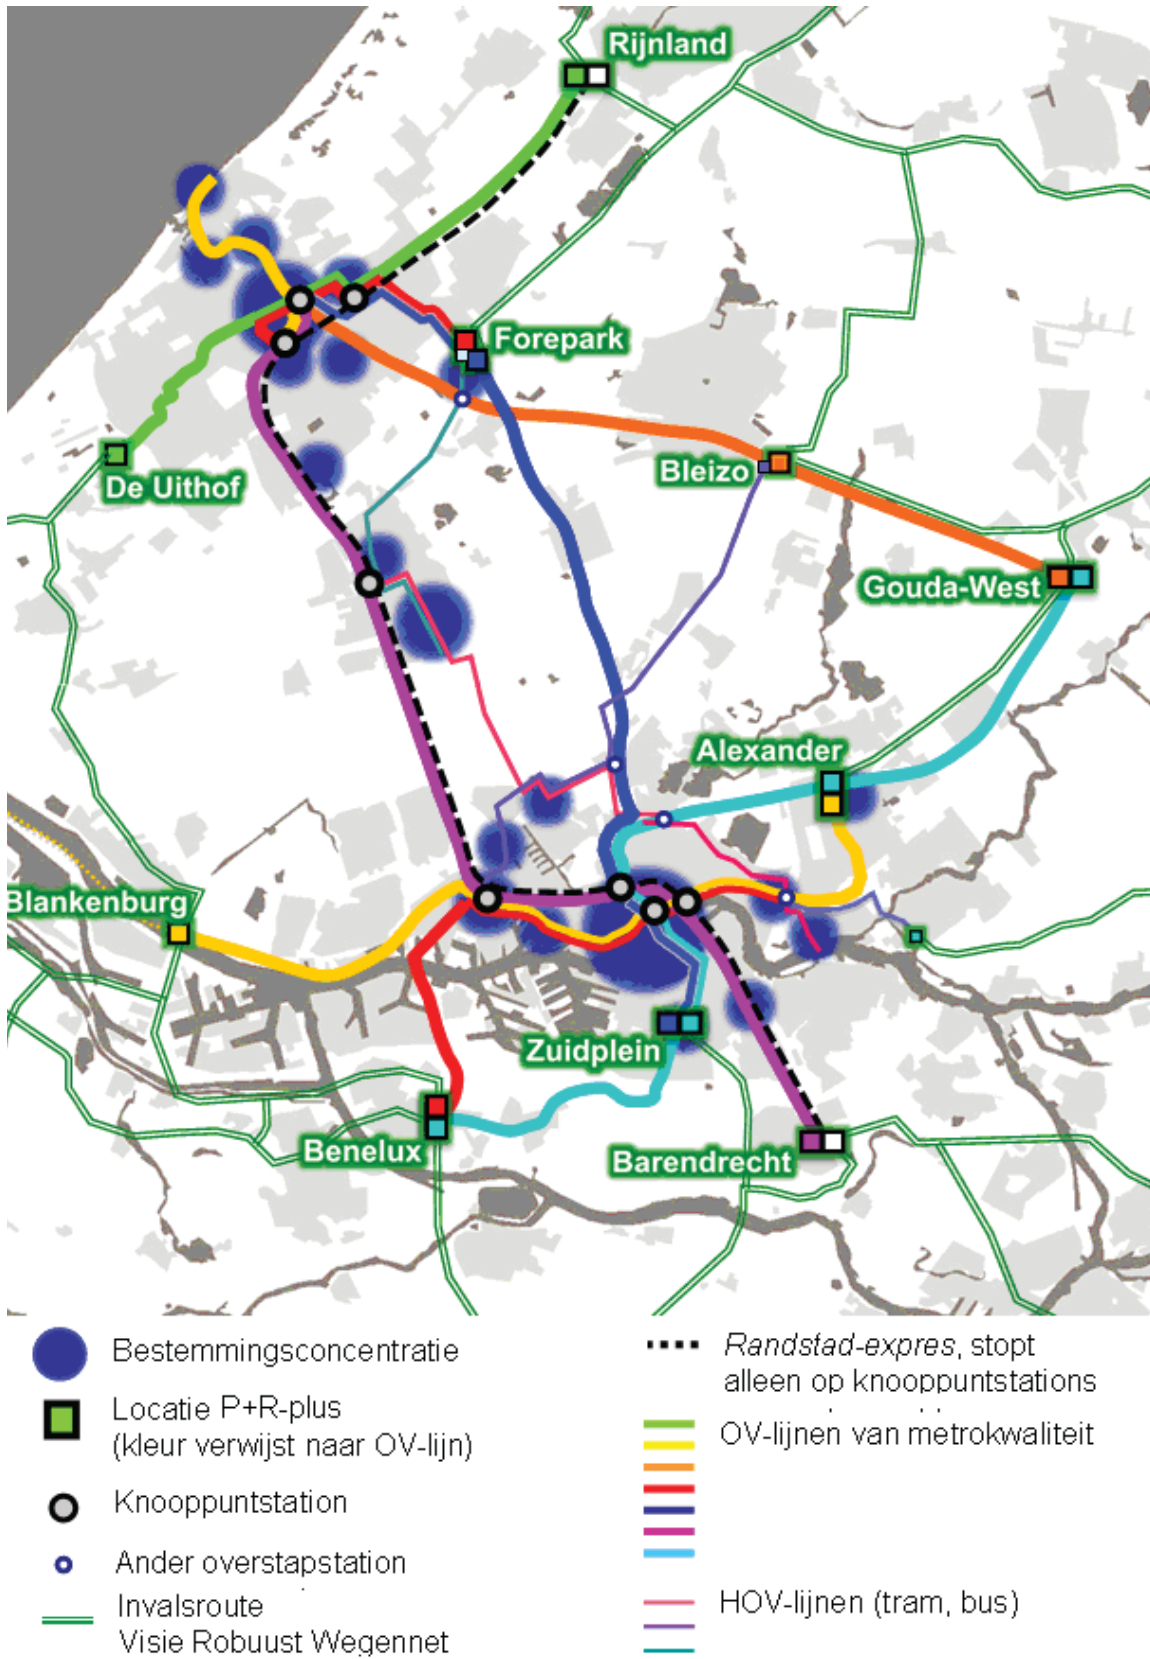 Rijnland
Forepark
Bleizo
De Uithof
Gouda-West
Alexander
Blankenburg
Zuidplein
Benelux
Barendrecht
Bestemmingsconcentratie
Locatie P+R-plus
(kleur verwijst naar OV-lijn)
Knooppuntstation
Ander overstapstation
Invalsroute
Visie Robuust Wegennet
Randstad-expres, stopt
alleen op knooppuntstations
OV-lijnen van metrokwaliteit
HOV-lijnen (tram, bus)